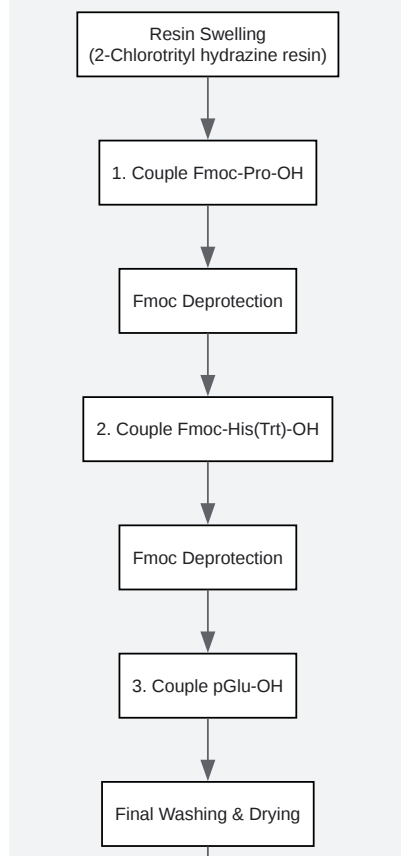 Resin Swelling
(2-Chlorotrityl hydrazine resin)
1. Couple Fmoc-Pro-OH
Fmoc Deprotection
2. Couple Fmoc-His(Trt)-OH
Fmoc Deprotection
3. Couple pGlu-OH
Final Washing & Drying